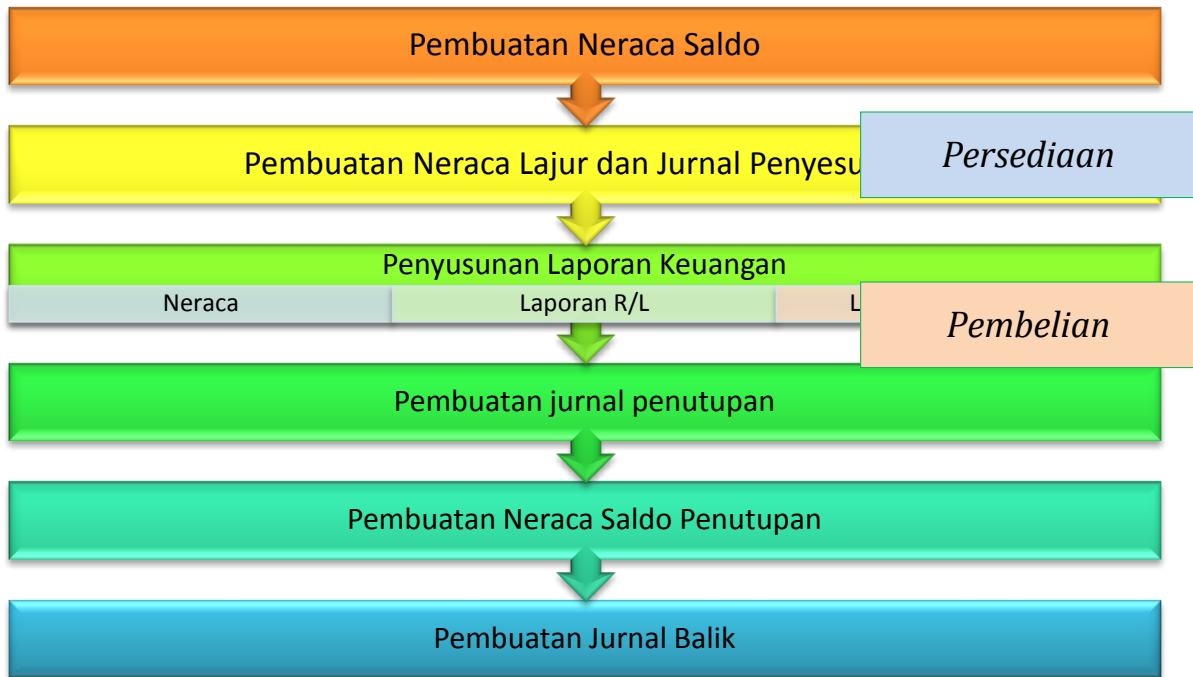 Pembuatan Neraca Saldo
Pembuatan Neraca Lajur dan Jurnal
Persediaan
Penyusunan Laporan Keuangan
Neraca
Laporan R/L
Pembelian
Pembuatan jurnal penutupan
Pembuatan Neraca Saldo Penutupan
Pembuatan Jurnal Balik